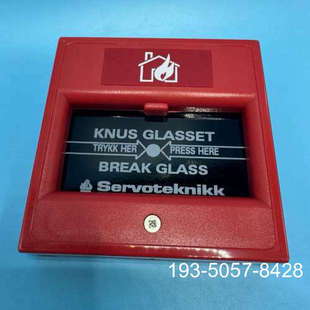 KNUS GLASSET
TRYKK HER PRESS HERE
BREAK GLASS
Servoteknikk
193-5057-8428